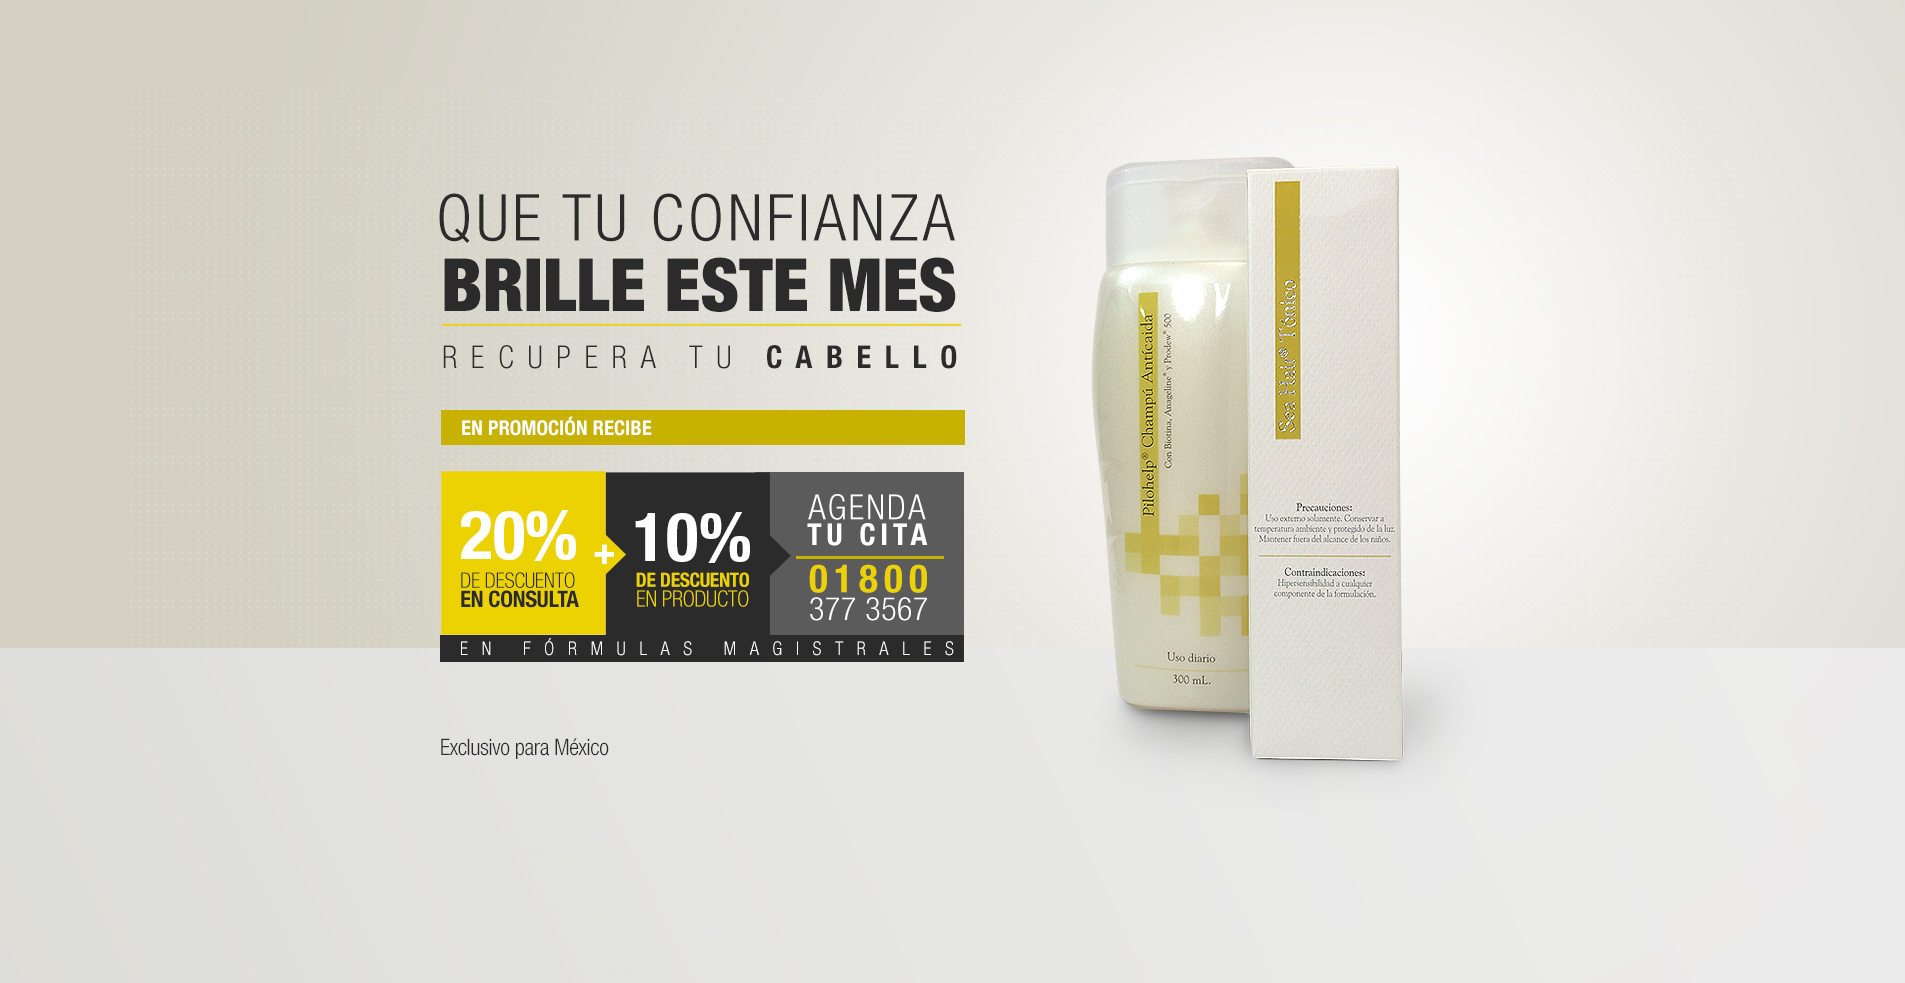 QUE TU CONFIANZA
BRILLE ESTE MES
RECUPERA TU CABELLO
EN PROMOCIÓN RECIBE
20%
DE DESCUENTO
EN CONSULTA
+
10%
DE DESCUENTO
EN PRODUCTO
AGENDA
TU CITA
01800
377 3567
EN FÓRMULAS MAGISTRALES
Exclusivo para México
Pilohelp® Champú Anticaída
Con Biotina, Anageline® y Prodew® 500
Uso diario
300 mL.
Sea Hair® Tónico
Precauciones:
Uso externo solamente. Conservar a
temperatura ambiente y protegido de la luz.
Mantener fuera del alcance de los niños.
Contraindicaciones:
Hipersensibilidad a cualquier
componente de la formulación.